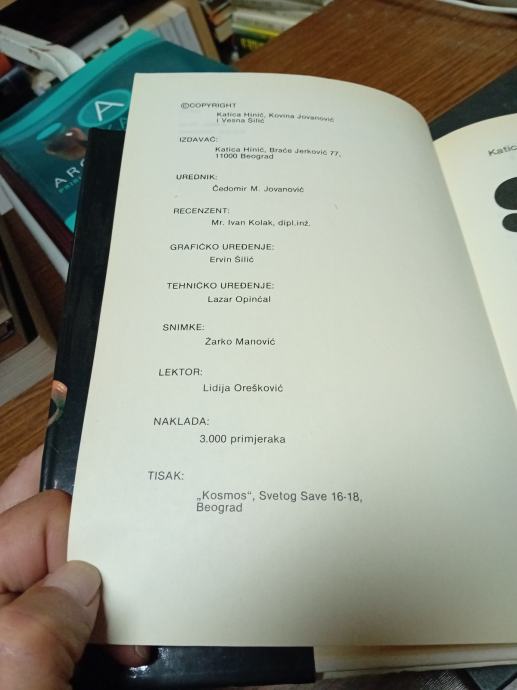 ©COPYRIGHT
Katica Hinić, Kovina Jovanović
i Vesna Šilić
IZDAVAČ:
Katica Hinić, Braće Jerković 77,
11000 Beograd
UREDNIK:
Čedomir M. Jovanović
RECENZENT:
Mr. Ivan Kolak, dipl.inž.
GRAFIČKO UREĐENJE:
Ervin Šilić
TEHNIČKO UREĐENJE:
Lazar Opinćal
SNIMKE:
Žarko Manović
LEKTOR:
Lidija Orešković
NAKLADA:
3.000 primjeraka
TISAK:
„Kosmos“, Svetog Save 16-18,
Beograd